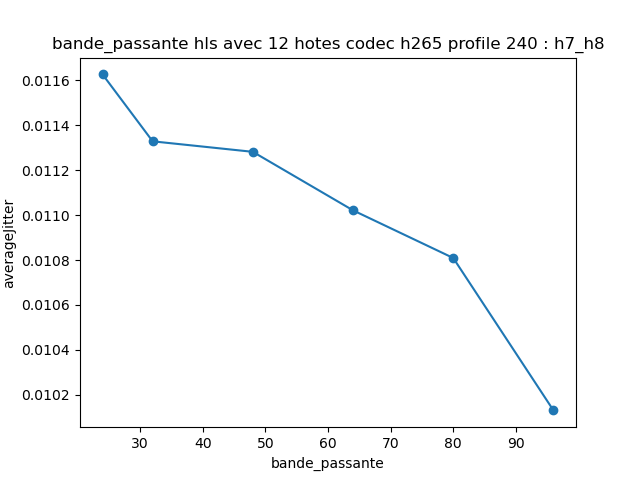 bande_passante hls avec 12 hotes codec h265 profile 240 : h7_h8
0.0116
0.0114
0.0112
0.0110
0.0108
0.0106
0.0104
0.0102
averageJitter
30 40 50 60 70 80 90
bande_passante